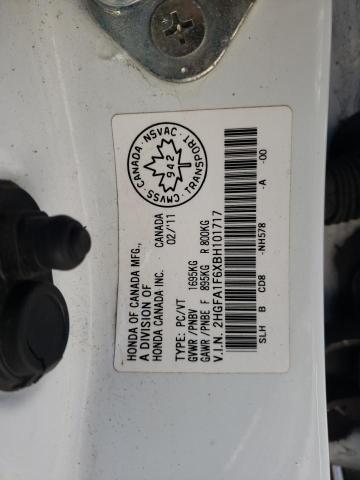 HONDA OF CANADA MFG.,
A DIVISION OF
HONDA CANADA INC.
CANADA
02/'11
CANADA · NSVAC · TRANSPORT · CMVSS
942
TYPE: PC/VT
GVWR /PNBV 1695KG
GAWR /PNBE F 895KG R 800KG
V.I.N. 2HGFA1F6XBH101717
SLH B CD8 -NH578 -A -00